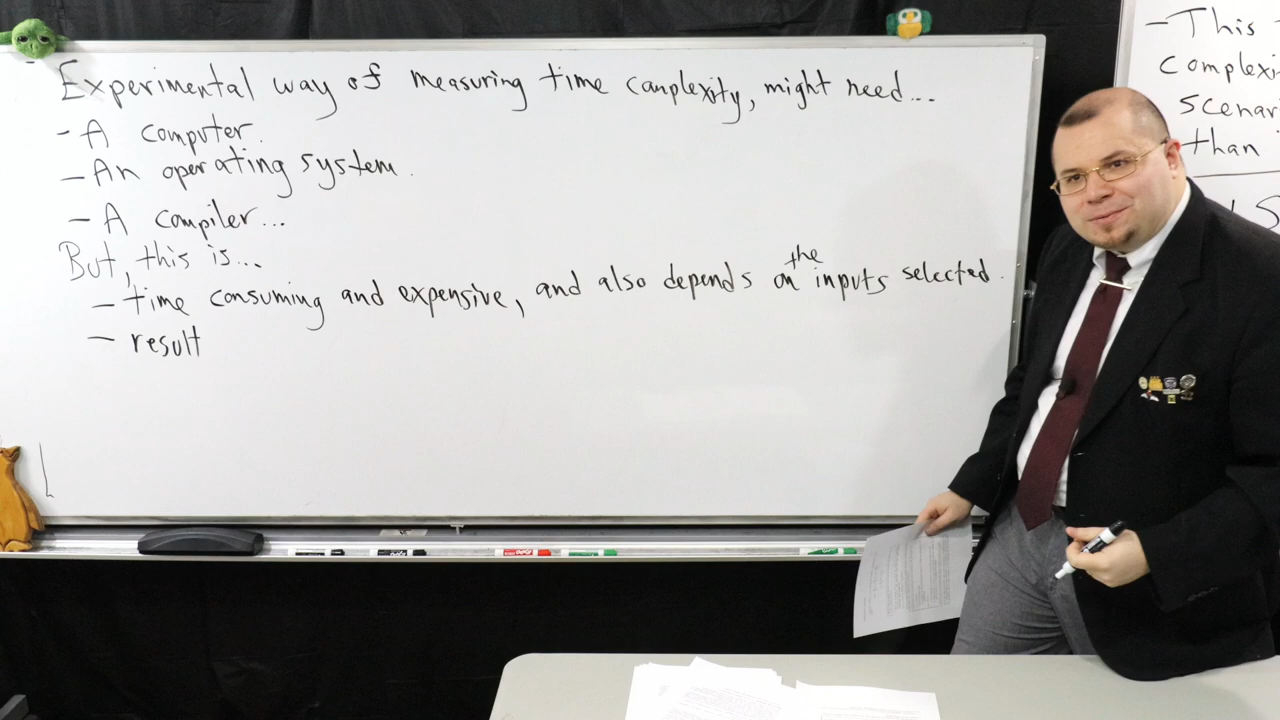 - Experimental way of measuring time complexity, might need...
- A computer.
- An operating system.
- A compiler...
But, this is...
- time consuming and expensive, and also depends on the inputs selected.
- result
- This
complexi
scenar
than